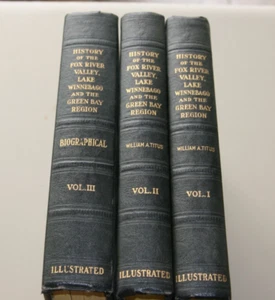 HISTORY
OF THE
FOX RIVER
VALLEY,
LAKE
WINNEBAGO
AND THE
GREEN BAY
REGION
BIOGRAPHICAL
VOL. III
ILLUSTRATED
HISTORY
OF THE
FOX RIVER
VALLEY,
LAKE
WINNEBAGO
AND THE
GREEN BAY
REGION
WILLIAM A. TITUS
VOL. II
ILLUSTRATED
HISTORY
OF THE
FOX RIVER
VALLEY,
LAKE
WINNEBAGO
AND THE
GREEN BAY
REGION
WILLIAM A. TITUS
VOL. I
ILLUSTRATED